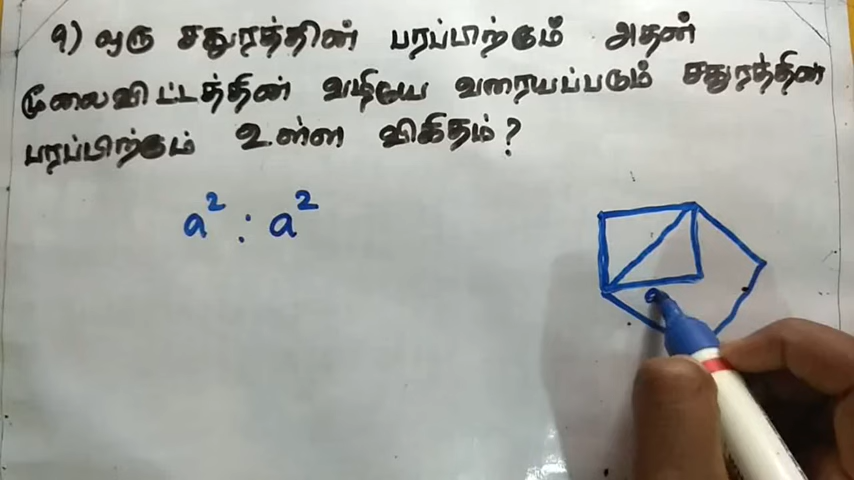 9) ஒரு சதுரத்தின் பரப்பிற்கும் அதன்
மூலைவிட்டத்தின் வழியே வரையப்படும் சதுரத்தின்
பரப்பிற்கும் உள்ள விகிதம்?
a² : a²
a